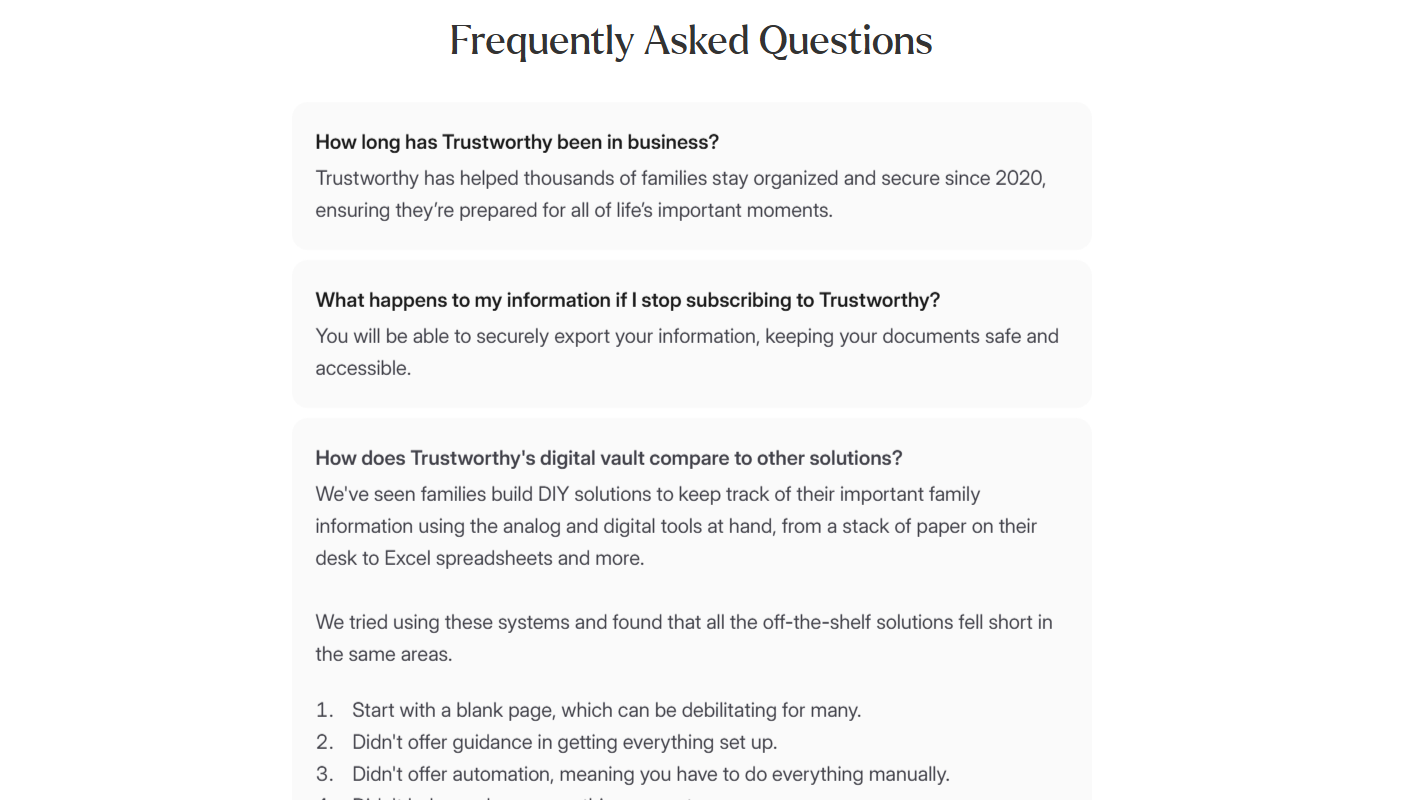 Frequently Asked Questions
How long has Trustworthy been in business?
Trustworthy has helped thousands of families stay organized and secure since 2020,
ensuring they’re prepared for all of life’s important moments.
What happens to my information if I stop subscribing to Trustworthy?
You will be able to securely export your information, keeping your documents safe and
accessible.
How does Trustworthy's digital vault compare to other solutions?
We've seen families build DIY solutions to keep track of their important family
information using the analog and digital tools at hand, from a stack of paper on their
desk to Excel spreadsheets and more.
We tried using these systems and found that all the off-the-shelf solutions fell short in
the same areas.
1. Start with a blank page, which can be debilitating for many.
2. Didn't offer guidance in getting everything set up.
3. Didn't offer automation, meaning you have to do everything manually.